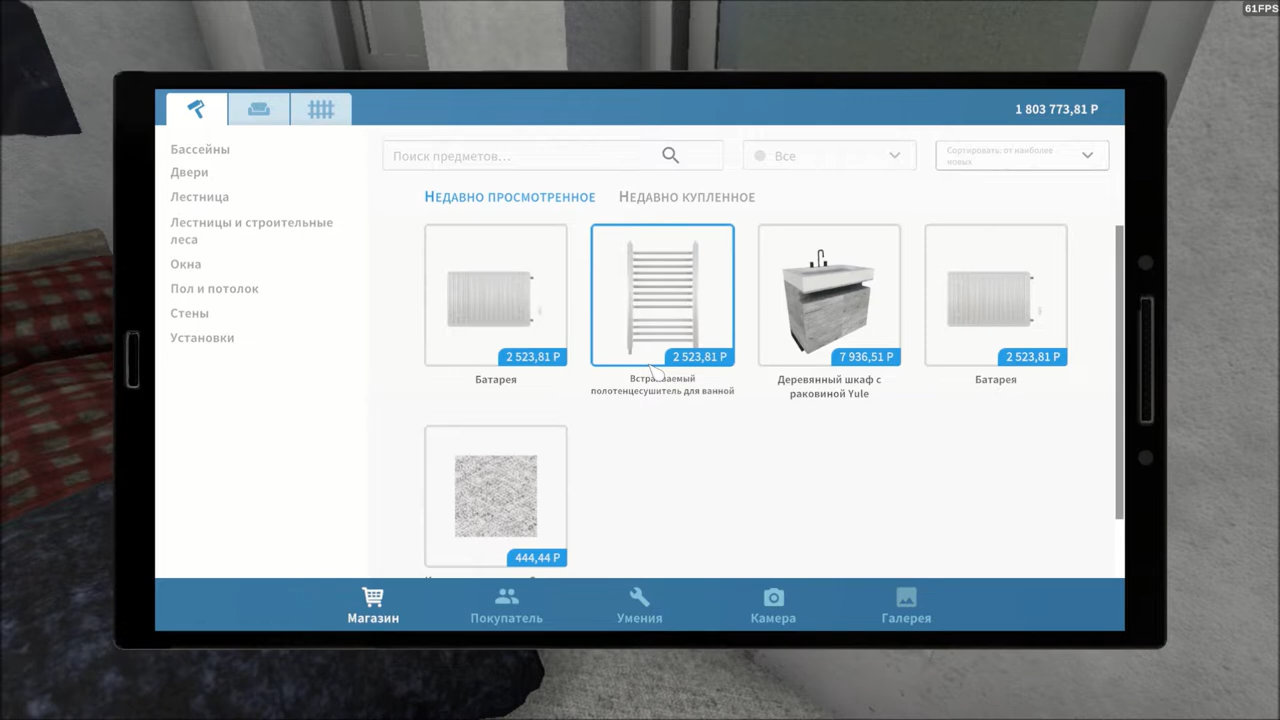 61FPS
1 803 773,81 Р
Бассейны
Двери
Лестница
Лестницы и строительные
леса
Окна
Пол и потолок
Стены
Установки
Поиск предметов...
Все
Сортировать: от наиболее
новых
Недавно просмотренное
Недавно купленное
2 523,81 Р
Батарея
2 523,81 Р
Встраиваемый
полотенцесушитель для ванной
7 936,51 Р
Деревянный шкаф с
раковиной Yule
2 523,81 Р
Батарея
444,44 Р
Магазин
Покупатель
Умения
Камера
Галерея